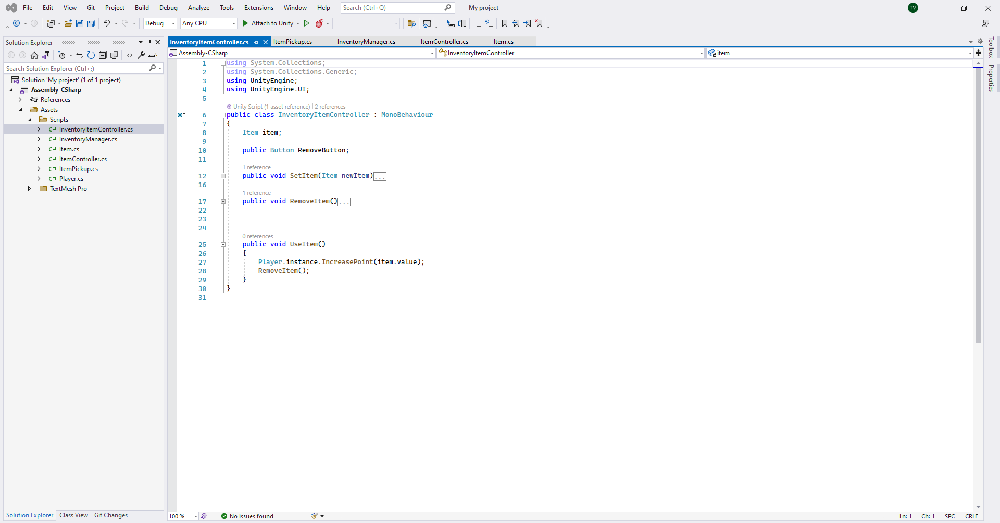 File Edit View Git Project Build Debug Analyze Tools Extensions Window Help Search (Ctrl+Q) My project TV
Debug Any CPU Attach to Unity
Solution Explorer
Search Solution Explorer (Ctrl+;)
Solution 'My project' (1 of 1 project)
Assembly-CSharp
References
Assets
Scripts
C# InventoryItemController.cs
C# InventoryManager.cs
C# Item.cs
C# ItemController.cs
C# ItemPickup.cs
C# Player.cs
TextMesh Pro
Solution Explorer Class View Git Changes
InventoryItemController.cs ItemPickup.cs InventoryManager.cs ItemController.cs Item.cs
Assembly-CSharp InventoryItemController item
1 using System.Collections;
2 using System.Collections.Generic;
3 using UnityEngine;
4 using UnityEngine.UI;
5
Unity Script (1 asset reference) | 2 references
6 public class InventoryItemController : MonoBehaviour
7 {
8 Item item;
9
10 public Button RemoveButton;
11
1 reference
12 public void SetItem(Item newItem)...
16
1 reference
17 public void RemoveItem()...
22
23
24
0 references
25 public void UseItem()
26 {
27 Player.instance.IncreasePoint(item.value);
28 RemoveItem();
29 }
30 }
31
100 % No issues found Ln: 1 Ch: 1 SPC CRLF
Toolbox
Properties